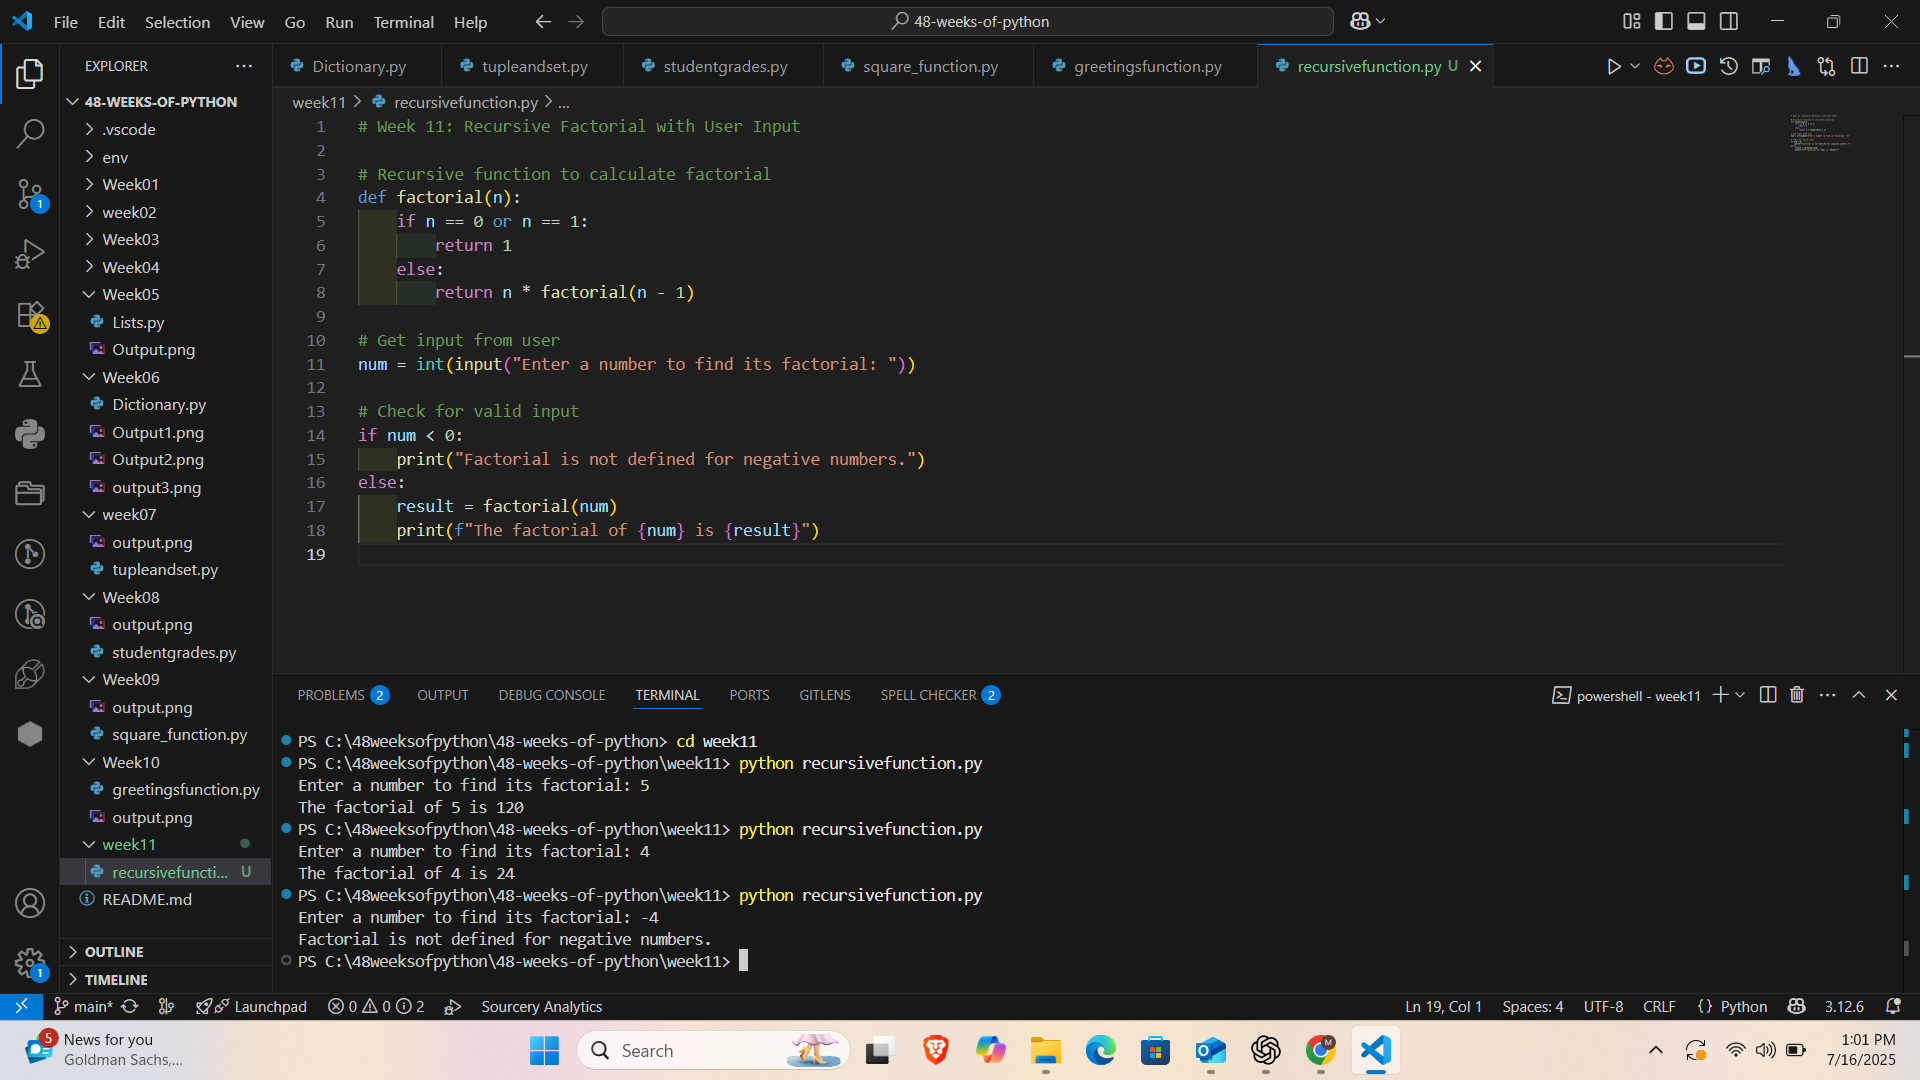 File Edit Selection View Go Run Terminal Help
48-weeks-of-python
EXPLORER
48-WEEKS-OF-PYTHON
.vscode
env
Week01
week02
Week03
Week04
Week05
Lists.py
Output.png
Week06
Dictionary.py
Output1.png
Output2.png
output3.png
week07
output.png
tupleandset.py
Week08
output.png
studentgrades.py
Week09
output.png
square_function.py
Week10
greetingsfunction.py
output.png
week11
recursivefuncti... U
README.md
OUTLINE
TIMELINE
1
1
Dictionary.py tupleandset.py studentgrades.py square_function.py greetingsfunction.py recursivefunction.py U
week11 > recursivefunction.py > ...
1 # Week 11: Recursive Factorial with User Input
2
3 # Recursive function to calculate factorial
4 def factorial(n):
5 if n == 0 or n == 1:
6 return 1
7 else:
8 return n * factorial(n - 1)
9
10 # Get input from user
11 num = int(input("Enter a number to find its factorial: "))
12
13 # Check for valid input
14 if num < 0:
15 print("Factorial is not defined for negative numbers.")
16 else:
17 result = factorial(num)
18 print(f"The factorial of {num} is {result}")
19
PROBLEMS 2 OUTPUT DEBUG CONSOLE TERMINAL PORTS GITLENS SPELL CHECKER 2
powershell - week11
PS C:\48weeksofpython\48-weeks-of-python> cd week11
PS C:\48weeksofpython\48-weeks-of-python\week11> python recursivefunction.py
Enter a number to find its factorial: 5
The factorial of 5 is 120
PS C:\48weeksofpython\48-weeks-of-python\week11> python recursivefunction.py
Enter a number to find its factorial: 4
The factorial of 4 is 24
PS C:\48weeksofpython\48-weeks-of-python\week11> python recursivefunction.py
Enter a number to find its factorial: -4
Factorial is not defined for negative numbers.
PS C:\48weeksofpython\48-weeks-of-python\week11>
main* Launchpad 0 0 2 Sourcery Analytics
Ln 19, Col 1 Spaces: 4 UTF-8 CRLF {} Python 3.12.6
5 News for you
Goldman Sachs,...
Search
M
1:01 PM
7/16/2025